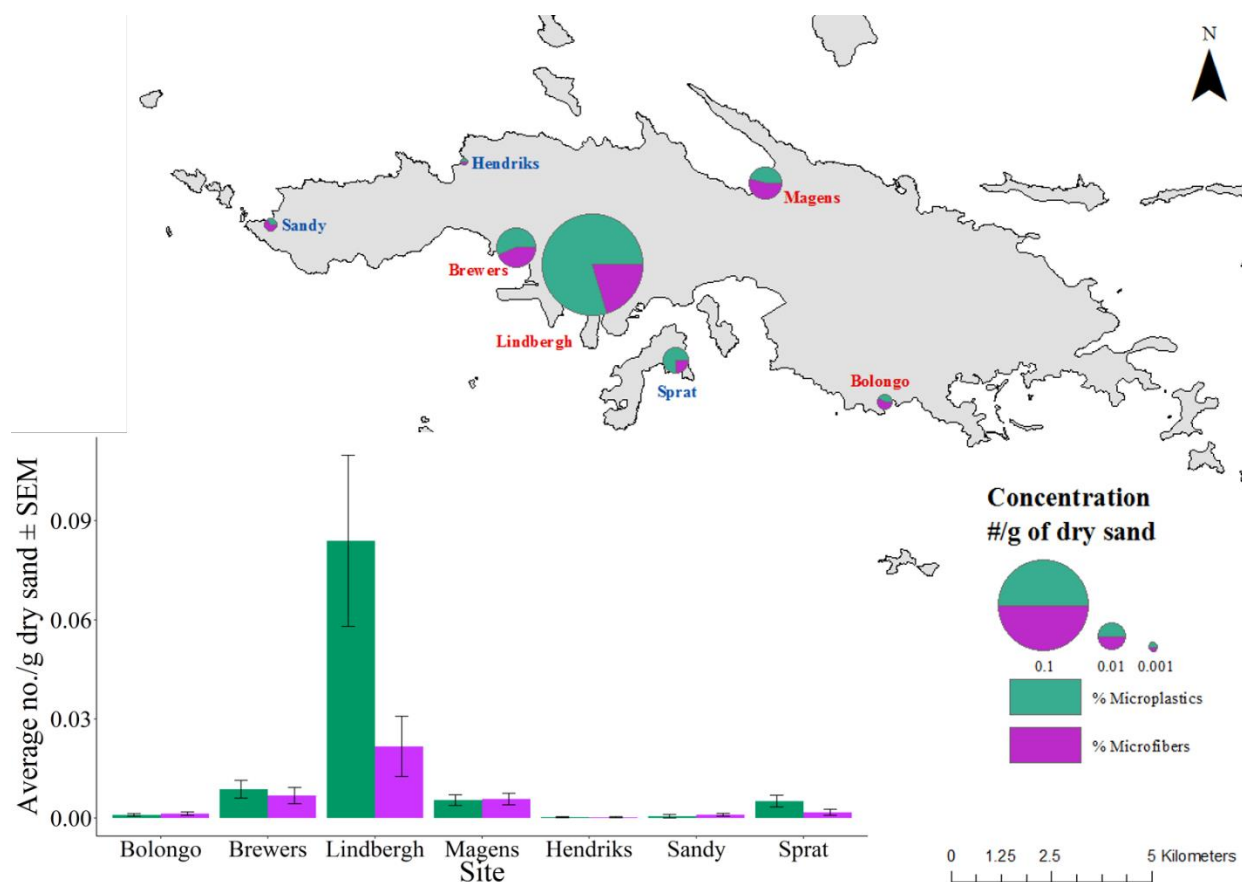 N
Hendriks
Magens
Sandy
Brewers
Lindbergh
Sprat
Bolongo
Concentration
#/g of dry sand
0.1
0.01
0.001
% Microplastics
% Microfibers
Average no./g dry sand ± SEM
0.09
0.06
0.03
0.00
Bolongo Brewers Lindbergh Magens Hendriks Sandy Sprat
Site
0 1.25 2.5 5 Kilometers